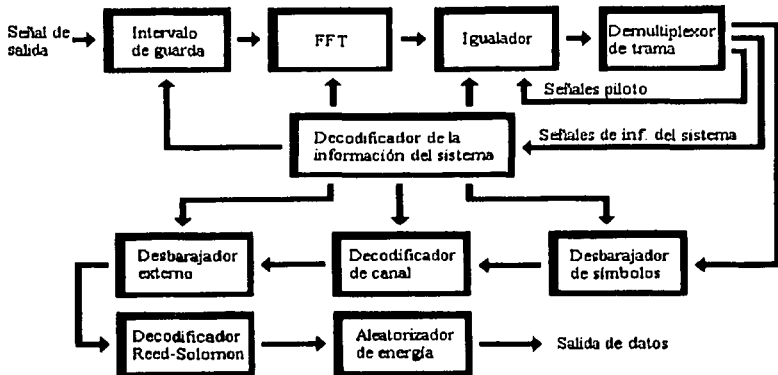 Señal de
salida
Intervalo
de guarda
FFT
Igualador
Demultiplexor
de trama
Señales piloto
Decodificador de la
información del sistema
Señales de inf. del sistema
Desbarajador
externo
Decodificador
de canal
Desbarajador
de símbolos
Decodificador
Reed-Solomon
Aleatorizador
de energía
Salida de datos